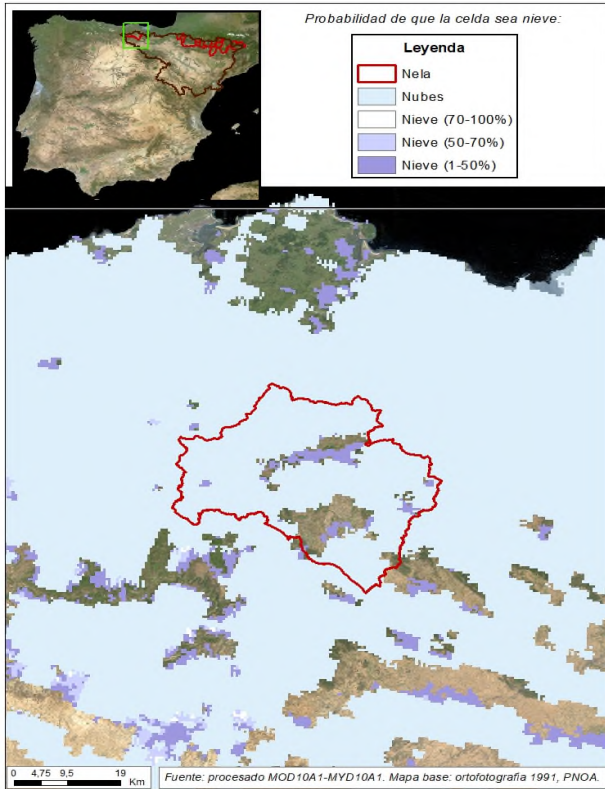 Probabilidad de que la celda sea nieve:
Leyenda
Nela
Nubes
Nieve (70-100%)
Nieve (50-70%)
Nieve (1-50%)
0 4,75 9,5 19
Km
Fuente: procesado MOD10A1-MYD10A1. Mapa base: ortofotografía 1991, PNOA.